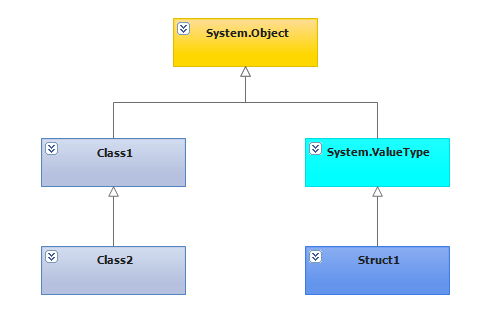 System.Object
Class1
System.ValueType
Class2
Struct1